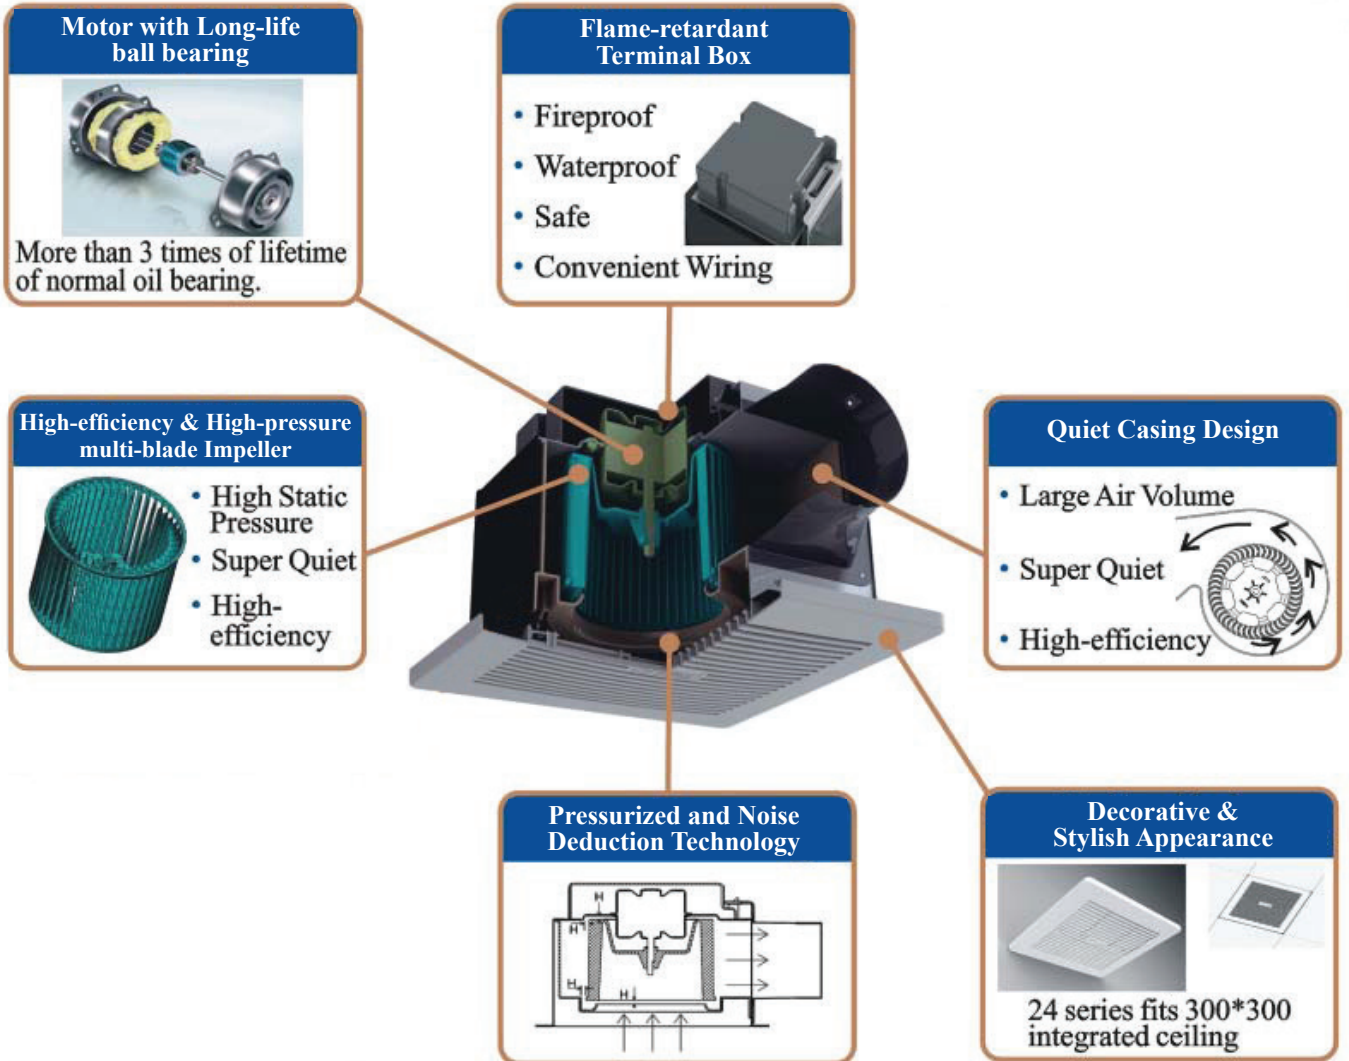 Motor with Long-life
ball bearing
More than 3 times of lifetime
of normal oil bearing.
Flame-retardant
Terminal Box
• Fireproof
• Waterproof
• Safe
• Convenient Wiring
High-efficiency & High-pressure
multi-blade Impeller
• High Static
Pressure
• Super Quiet
• High-
efficiency
Quiet Casing Design
• Large Air Volume
• Super Quiet
• High-efficiency
Pressurized and Noise
Deduction Technology
H
H
H
H
Decorative &
Stylish Appearance
24 series fits 300*300
integrated ceiling